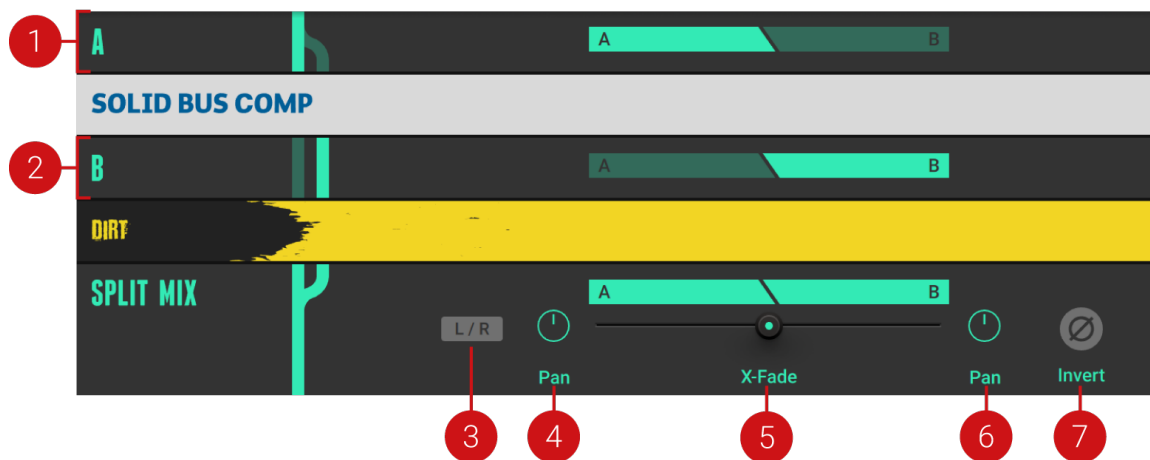 1
A
A B
SOLID BUS COMP
2
B
A B
DIRT
SPLIT MIX
A B
L / R
Pan X-Fade Pan Invert
3 4 5 6 7